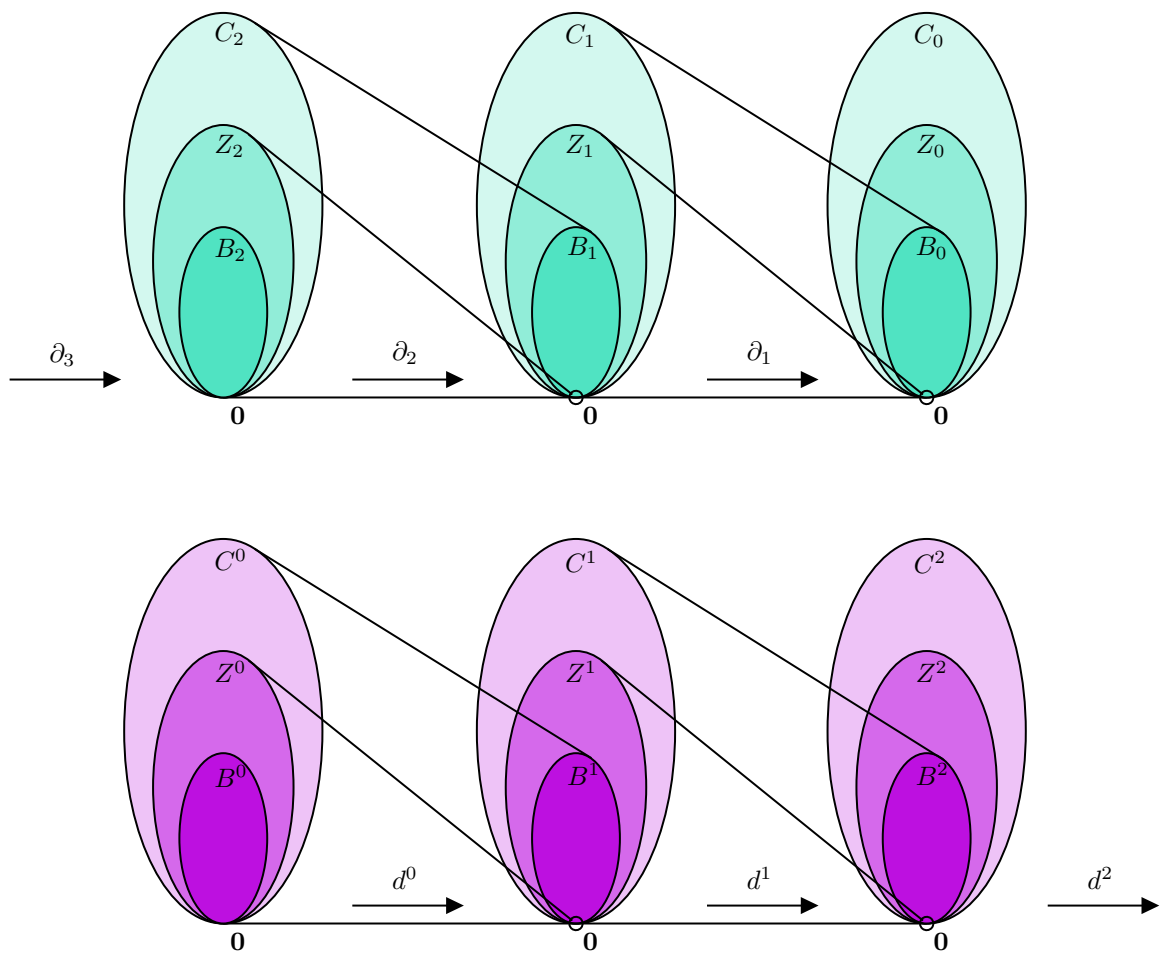 C₂ C₁ C₀
Z₂ Z₁ Z₀
B₂ B₁ B₀
∂₃ ∂₂ ∂₁
0 0 0
C⁰ C¹ C²
Z⁰ Z¹ Z²
B⁰ B¹ B²
d⁰ d¹ d²
0 0 0